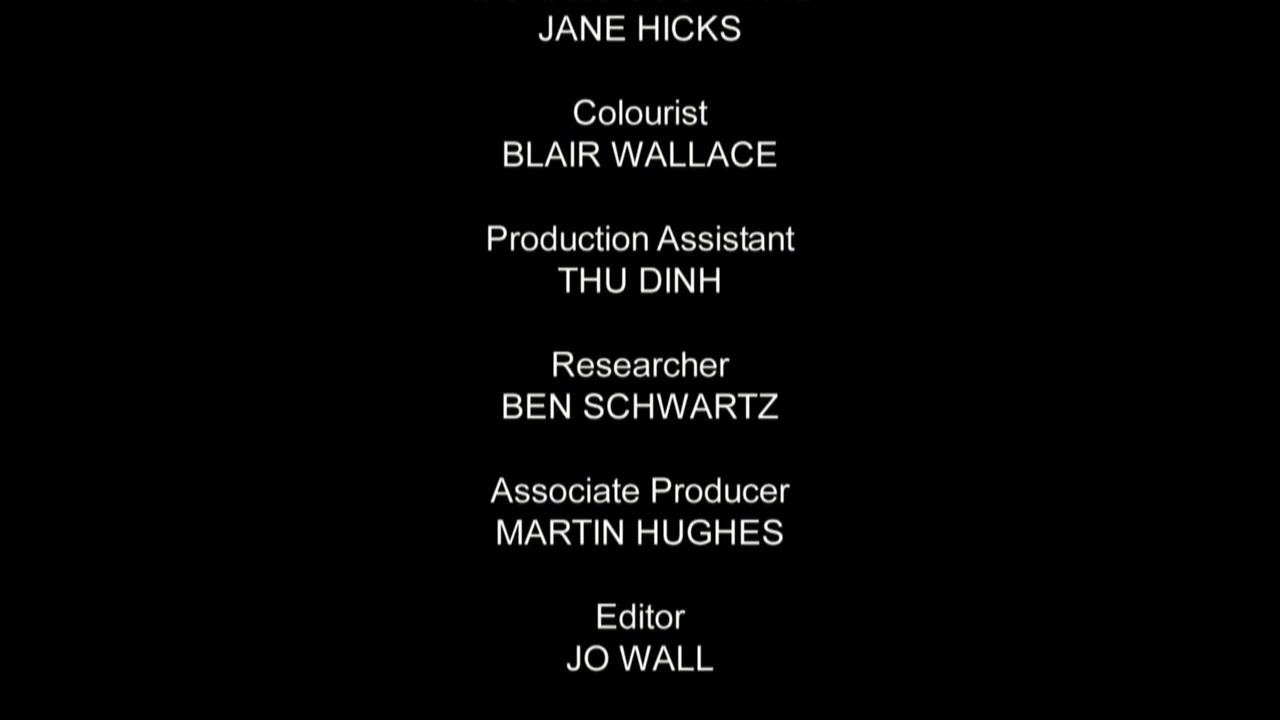 JANE HICKS
Colourist
BLAIR WALLACE
Production Assistant
THU DINH
Researcher
BEN SCHWARTZ
Associate Producer
MARTIN HUGHES
Editor
JO WALL